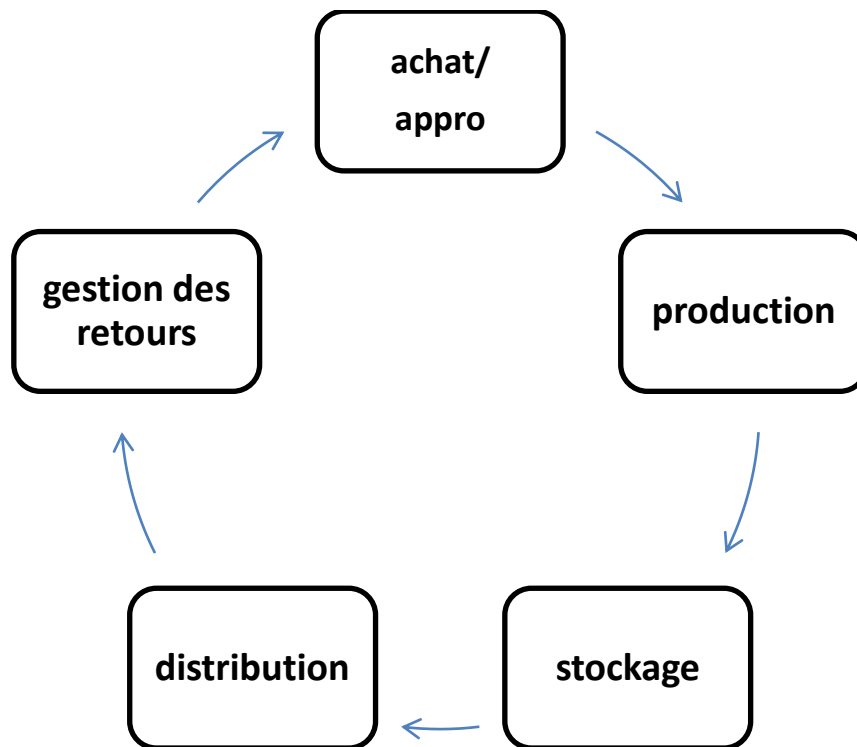 achat/
appro
production
stockage
distribution
gestion des
retours